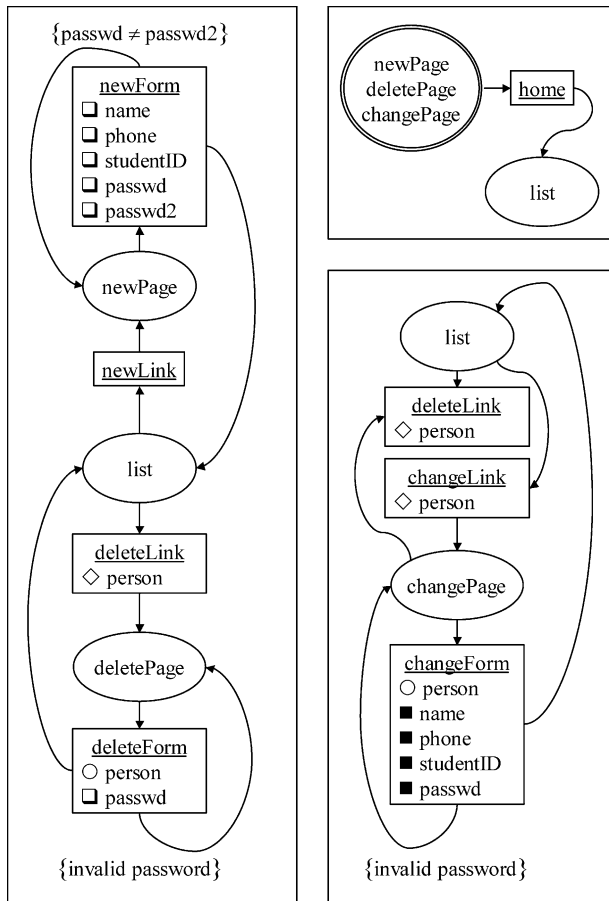 {passwd ≠ passwd2}
newForm
name
phone
studentID
passwd
passwd2
newPage
newLink
list
deleteLink
person
deletePage
deleteForm
person
passwd
{invalid password}
newPage
deletePage
changePage
home
list
list
deleteLink
person
changeLink
person
changePage
changeForm
person
name
phone
studentID
passwd
{invalid password}